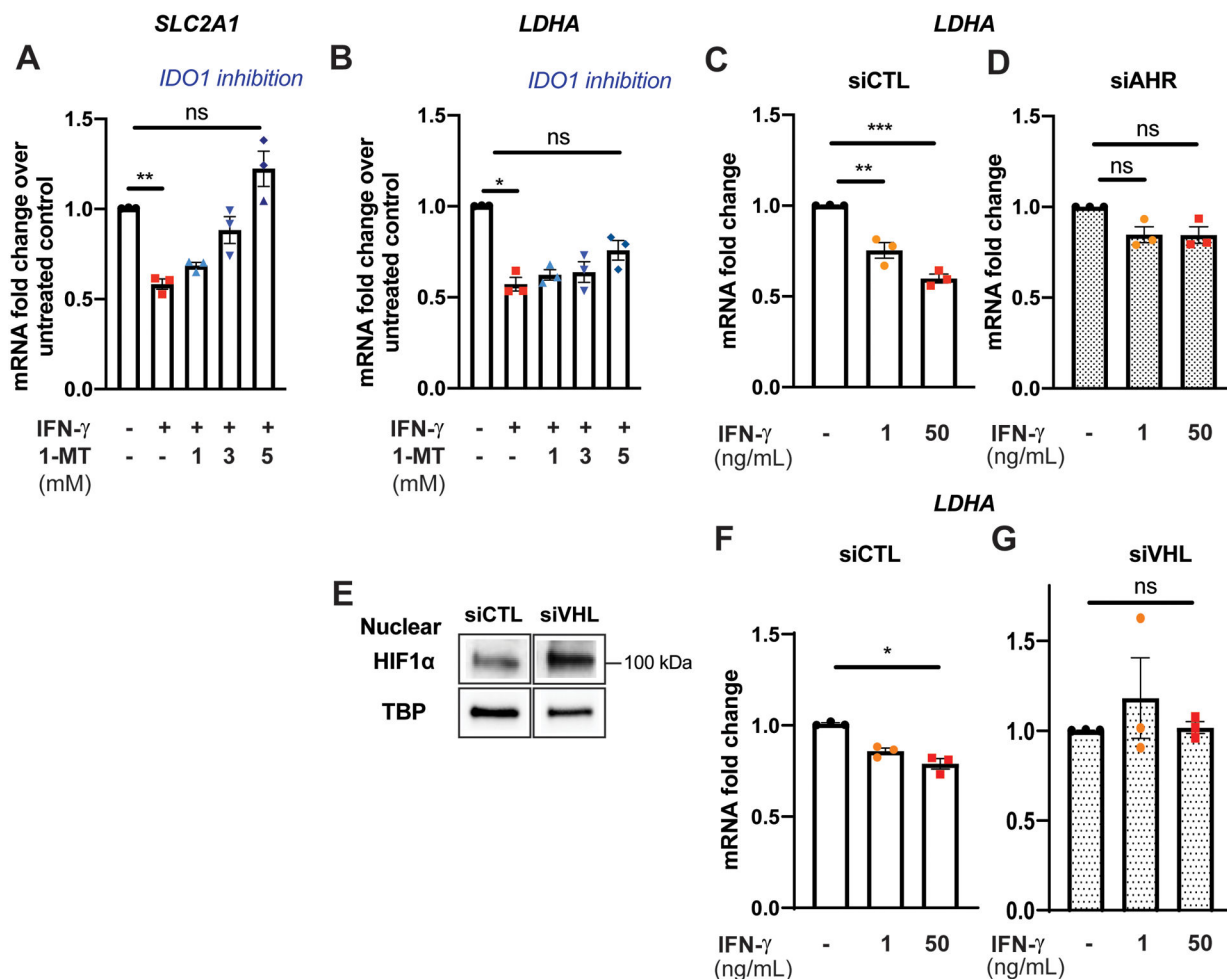 SLC2A1
A
IDO1 inhibition
ns
**
mRNA fold change over
untreated control
1.5
1.0
0.5
0.0
IFN-γ - + + + +
1-MT - - 1 3 5
(mM)
LDHA
B
IDO1 inhibition
ns
*
mRNA fold change over
untreated control
1.5
1.0
0.5
0.0
IFN-γ - + + + +
1-MT - - 1 3 5
(mM)
LDHA
C
siCTL
***
**
mRNA fold change
1.5
1.0
0.5
0.0
IFN-γ - 1 50
(ng/mL)
D
siAHR
ns
ns
mRNA fold change
1.5
1.0
0.5
0.0
IFN-γ - 1 50
(ng/mL)
E
siCTL siVHL
Nuclear
HIF1α
100 kDa
TBP
LDHA
F
siCTL
*
mRNA fold change
1.5
1.0
0.5
0.0
IFN-γ - 1 50
(ng/mL)
G
siVHL
ns
1.5
1.0
0.5
0.0
IFN-γ - 1 50
(ng/mL)